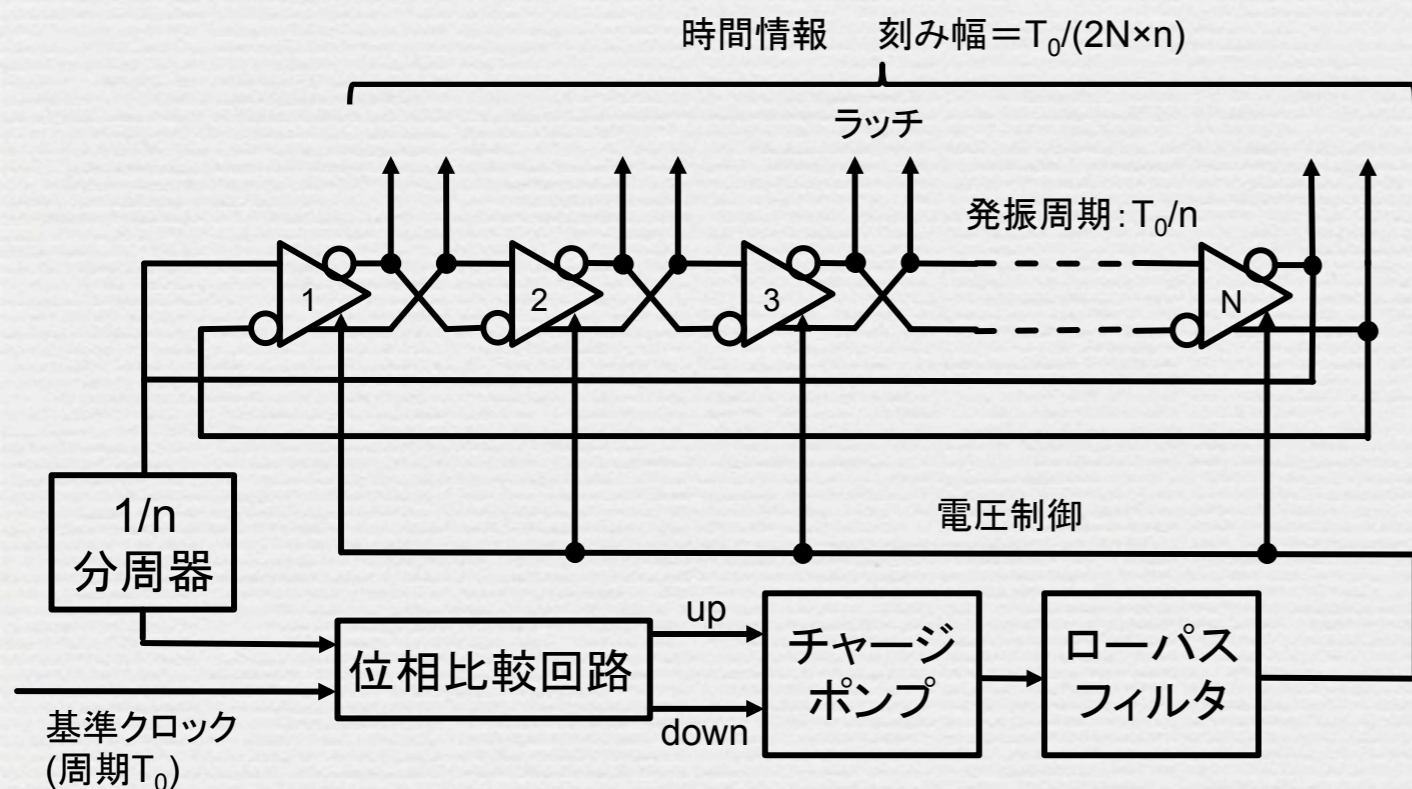 時間情報 刻み幅＝T₀/(2N×n)
ラッチ
発振周期：T₀/n
1
2
3
N
電圧制御
1/n
分周器
位相比較回路
up
down
チャージ
ポンプ
ローパス
フィルタ
基準クロック
(周期T₀)